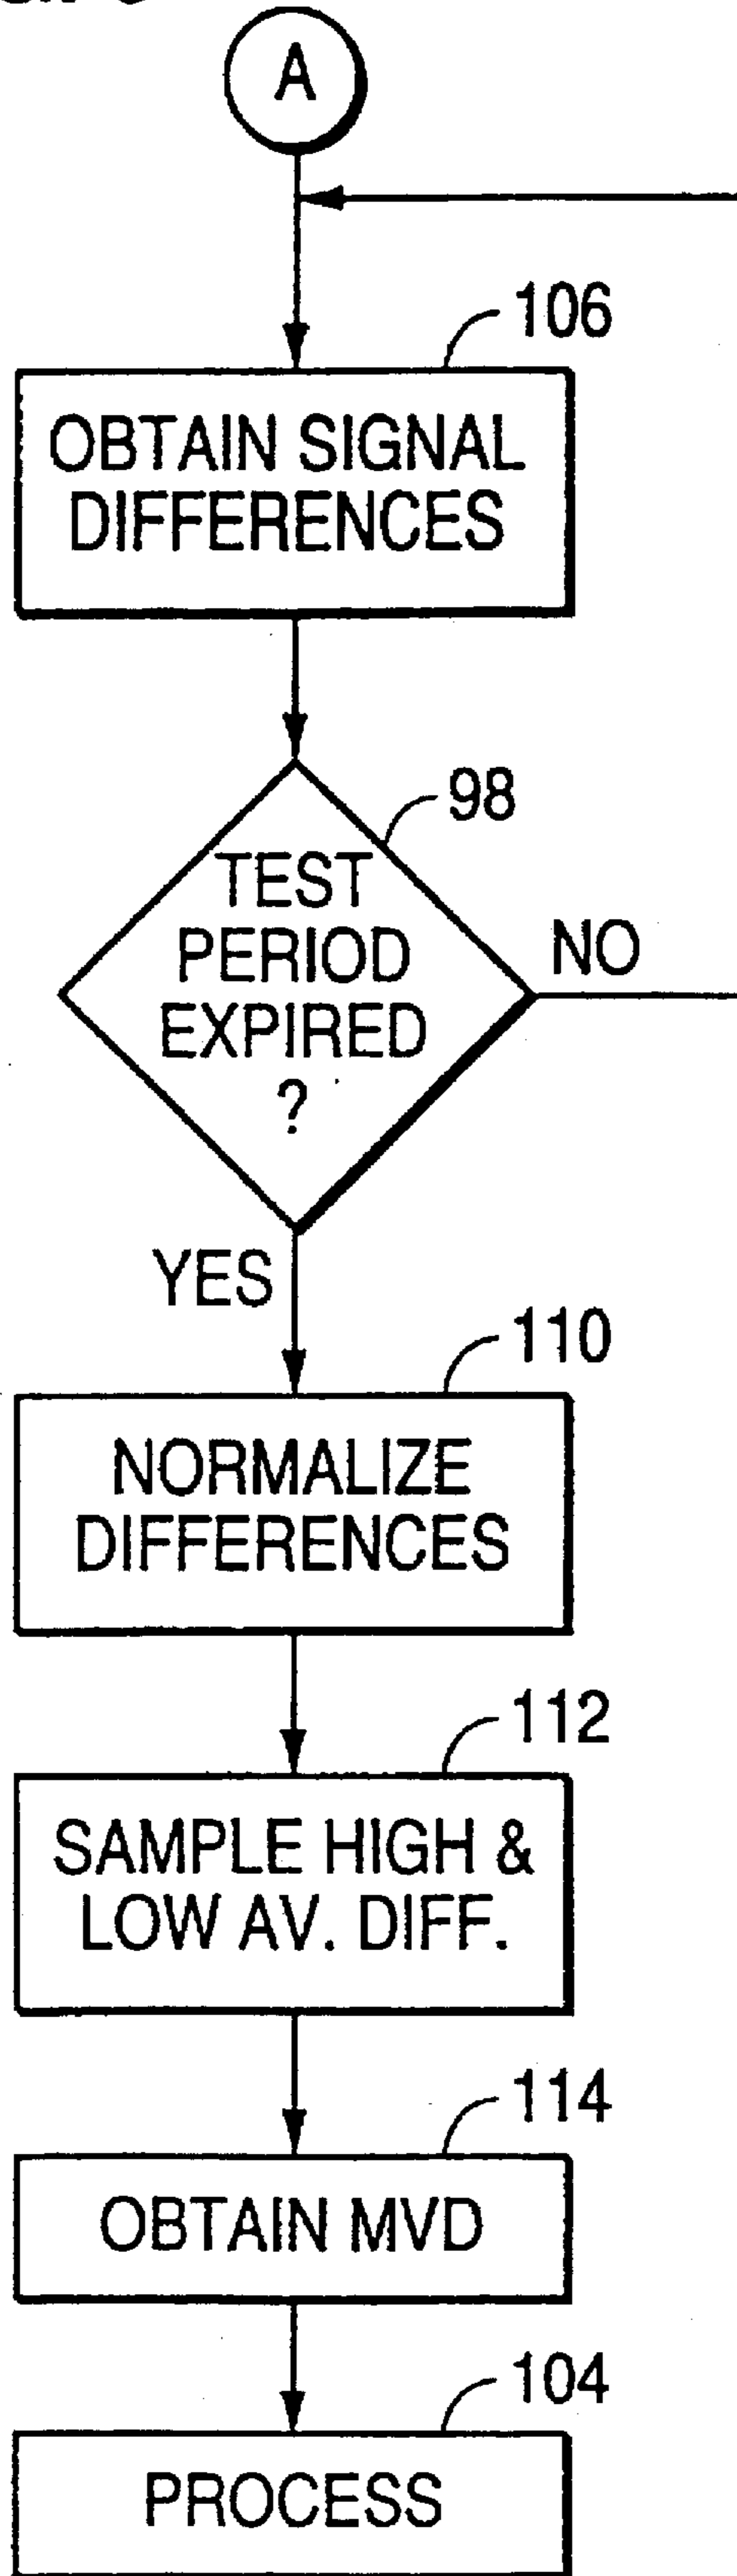 A
106
OBTAIN SIGNAL
DIFFERENCES
98
TEST
PERIOD
EXPIRED
?
NO
YES
110
NORMALIZE
DIFFERENCES
112
SAMPLE HIGH &
LOW AV. DIFF.
114
OBTAIN MVD
104
PROCESS